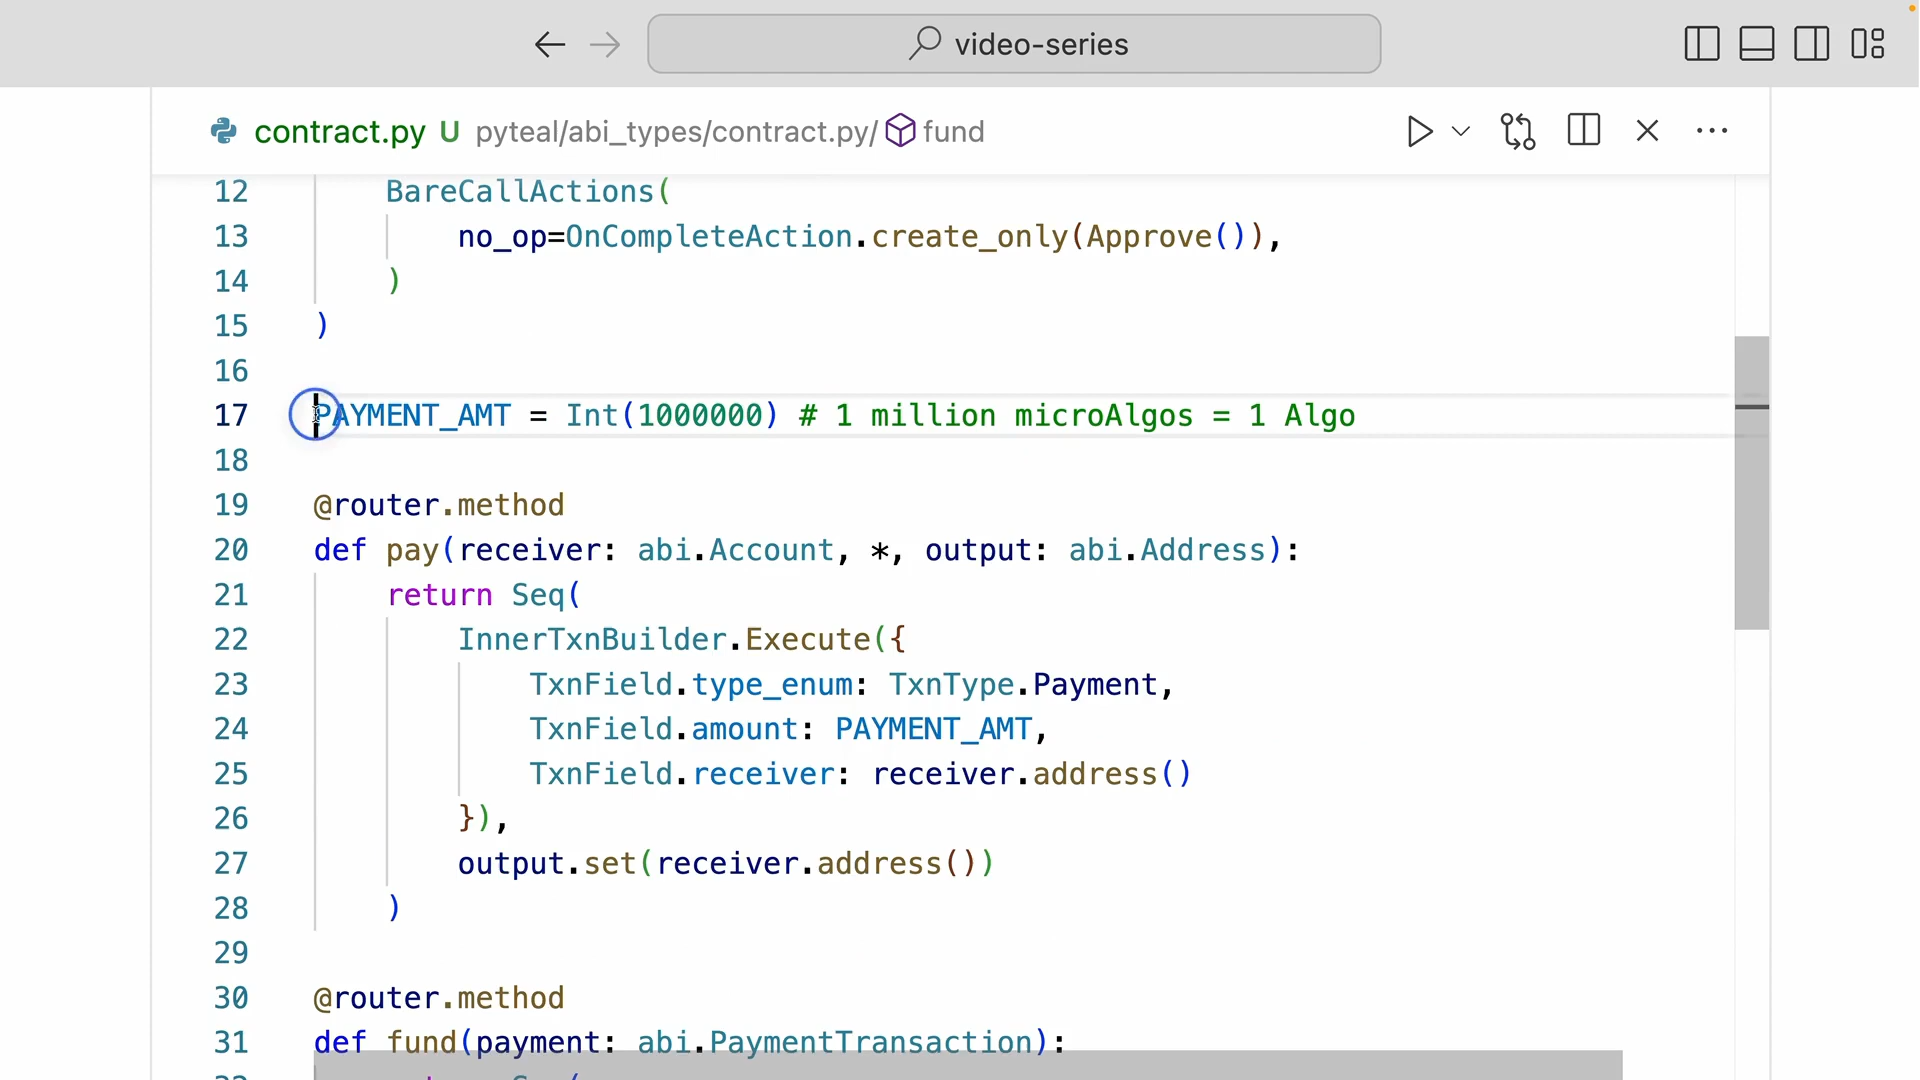 video-series
contract.py U pyteal/abi_types/contract.py/ fund
12 BareCallActions(
13 no_op=OnCompleteAction.create_only(Approve()),
14 )
15 )
16
17 PAYMENT_AMT = Int(1000000) # 1 million microAlgos = 1 Algo
18
19 @router.method
20 def pay(receiver: abi.Account, *, output: abi.Address):
21 return Seq(
22 InnerTxnBuilder.Execute({
23 TxnField.type_enum: TxnType.Payment,
24 TxnField.amount: PAYMENT_AMT,
25 TxnField.receiver: receiver.address()
26 }),
27 output.set(receiver.address())
28 )
29
30 @router.method
31 def fund(payment: abi.PaymentTransaction):